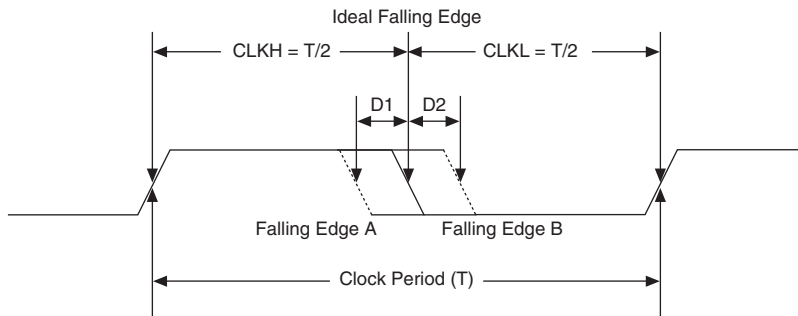 Ideal Falling Edge
CLKH = T/2
CLKL = T/2
D1
D2
Falling Edge A
Falling Edge B
Clock Period (T)